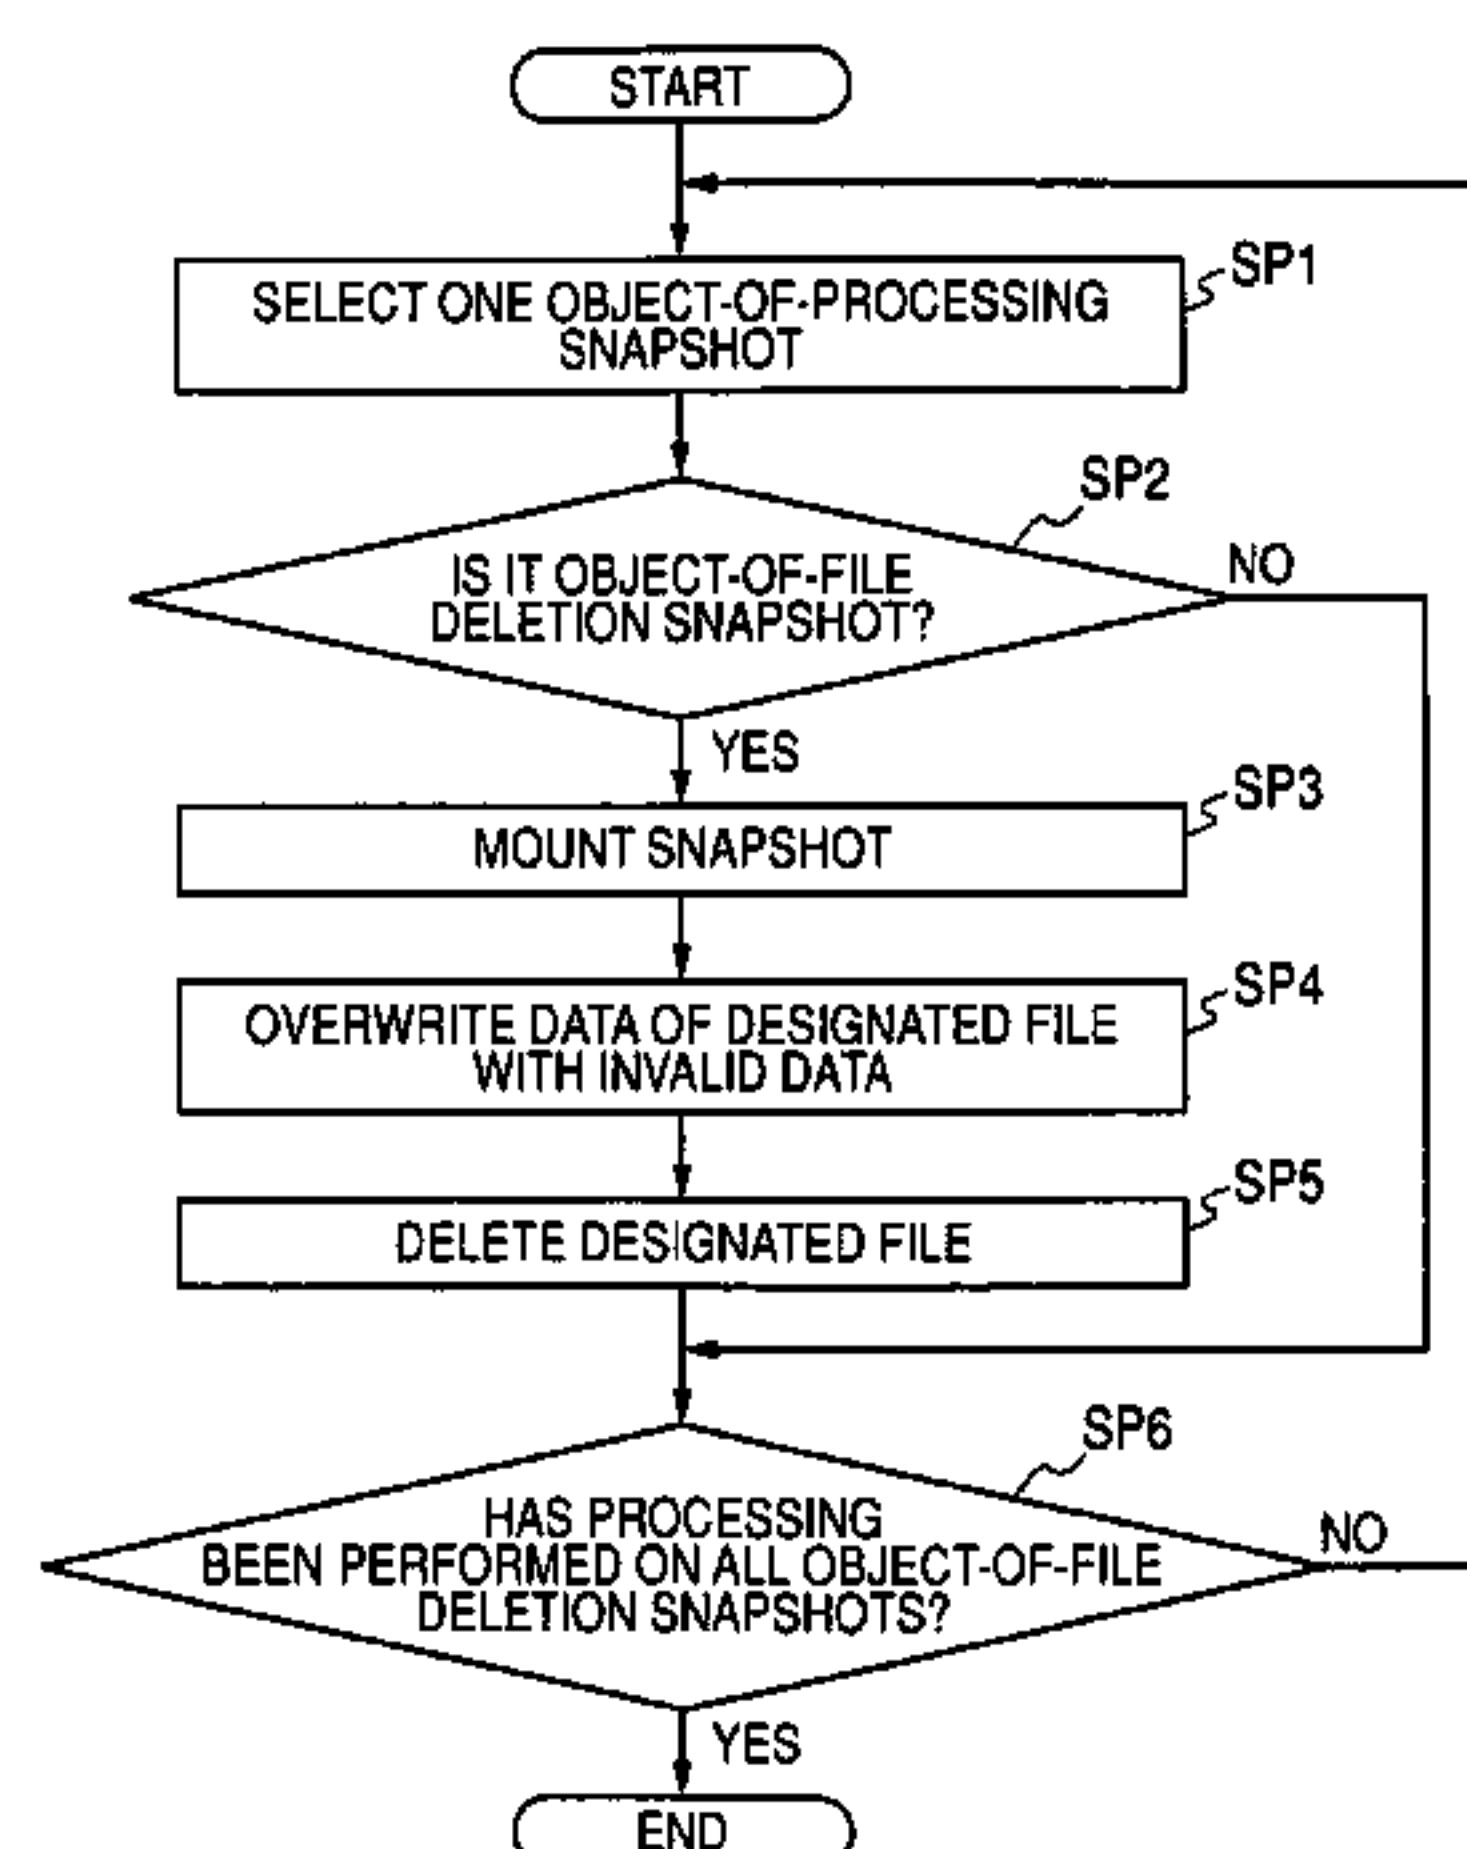 START
SP1
SELECT ONE OBJECT-OF-PROCESSING
SNAPSHOT
SP2
IS IT OBJECT-OF-FILE
DELETION SNAPSHOT?
NO
YES
SP3
MOUNT SNAPSHOT
SP4
OVERWRITE DATA OF DESIGNATED FILE
WITH INVALID DATA
SP5
DELETE DESIGNATED FILE
SP6
HAS PROCESSING
BEEN PERFORMED ON ALL OBJECT-OF-FILE
DELETION SNAPSHOTS?
NO
YES
END